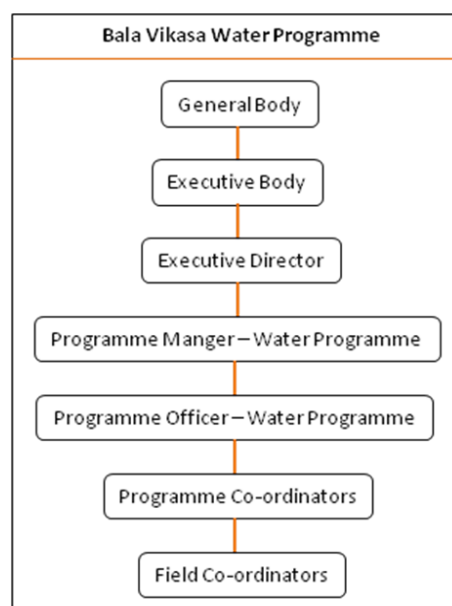 Bala Vikasa Water Programme
General Body
Executive Body
Executive Director
Programme Manger – Water Programme
Programme Officer – Water Programme
Programme Co-ordinators
Field Co-ordinators